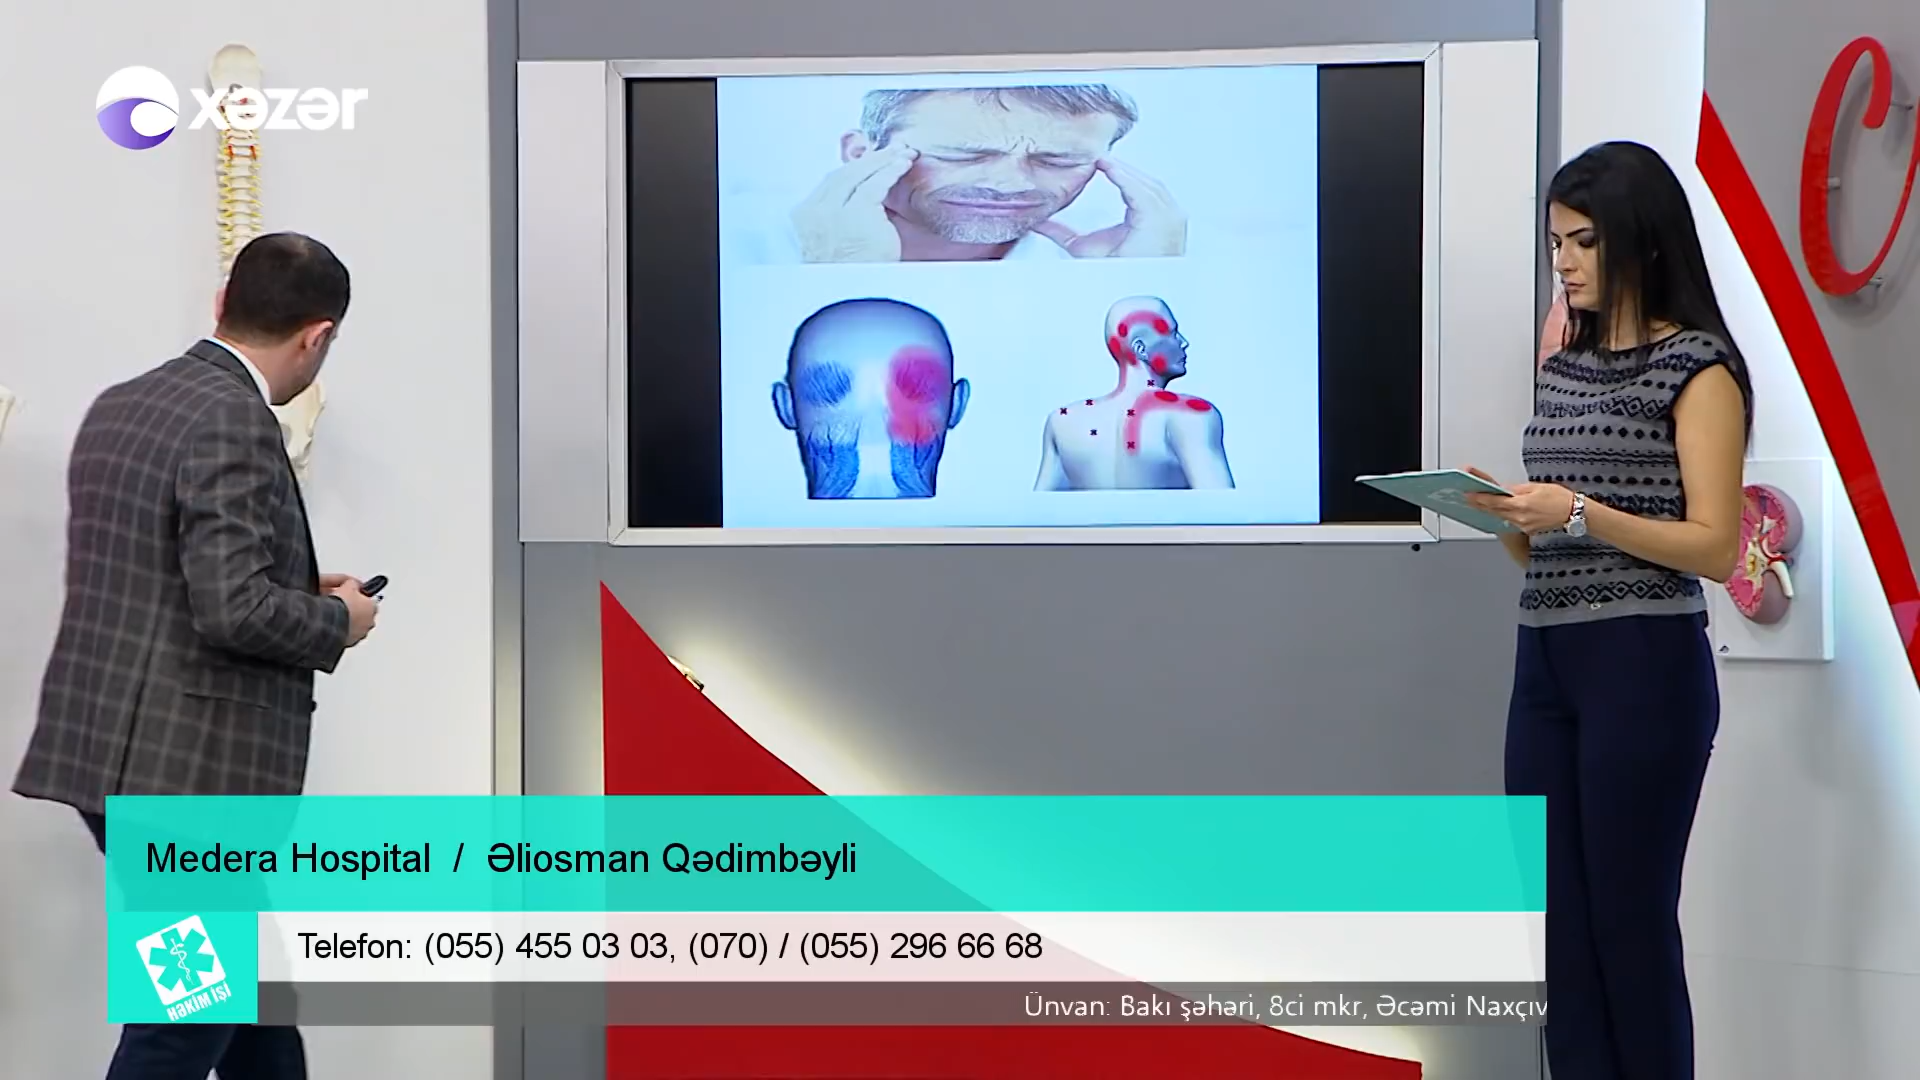 xəzər
Medera Hospital / Əliosman Qədimbəyli
Telefon: (055) 455 03 03, (070) / (055) 296 66 68
HƏKİM İŞİ
Ünvan: Bakı şəhəri, 8ci mkr, Əcəmi Naxçıv